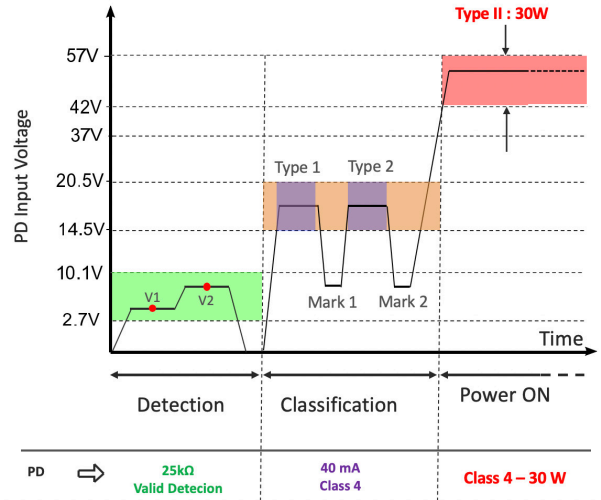 Type II : 30W
57V
42V
37V
20.5V
14.5V
10.1V
2.7V
PD Input Voltage
Type 1
Type 2
V1
V2
Mark 1
Mark 2
Time
Detection
Classification
Power ON
PD
25kΩ
Valid Detecion
40 mA
Class 4
Class 4 – 30 W